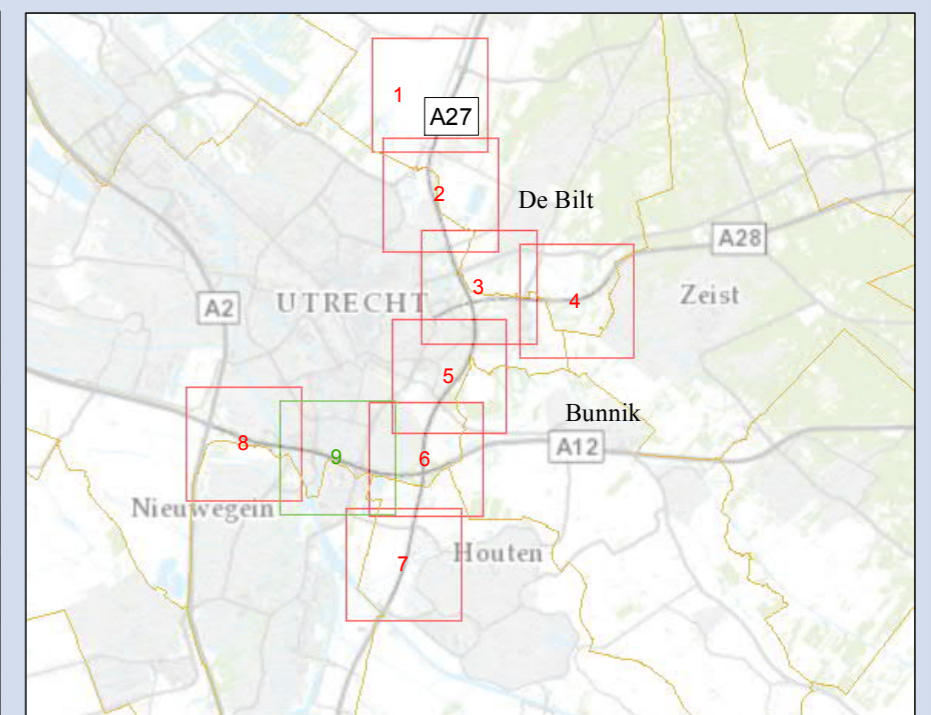 1
A27
2
De Bilt
A28
3
4
Zeist
A2
UTRECHT
5
Bunnik
8
9
6
A12
Nieuwegein
Houten
7